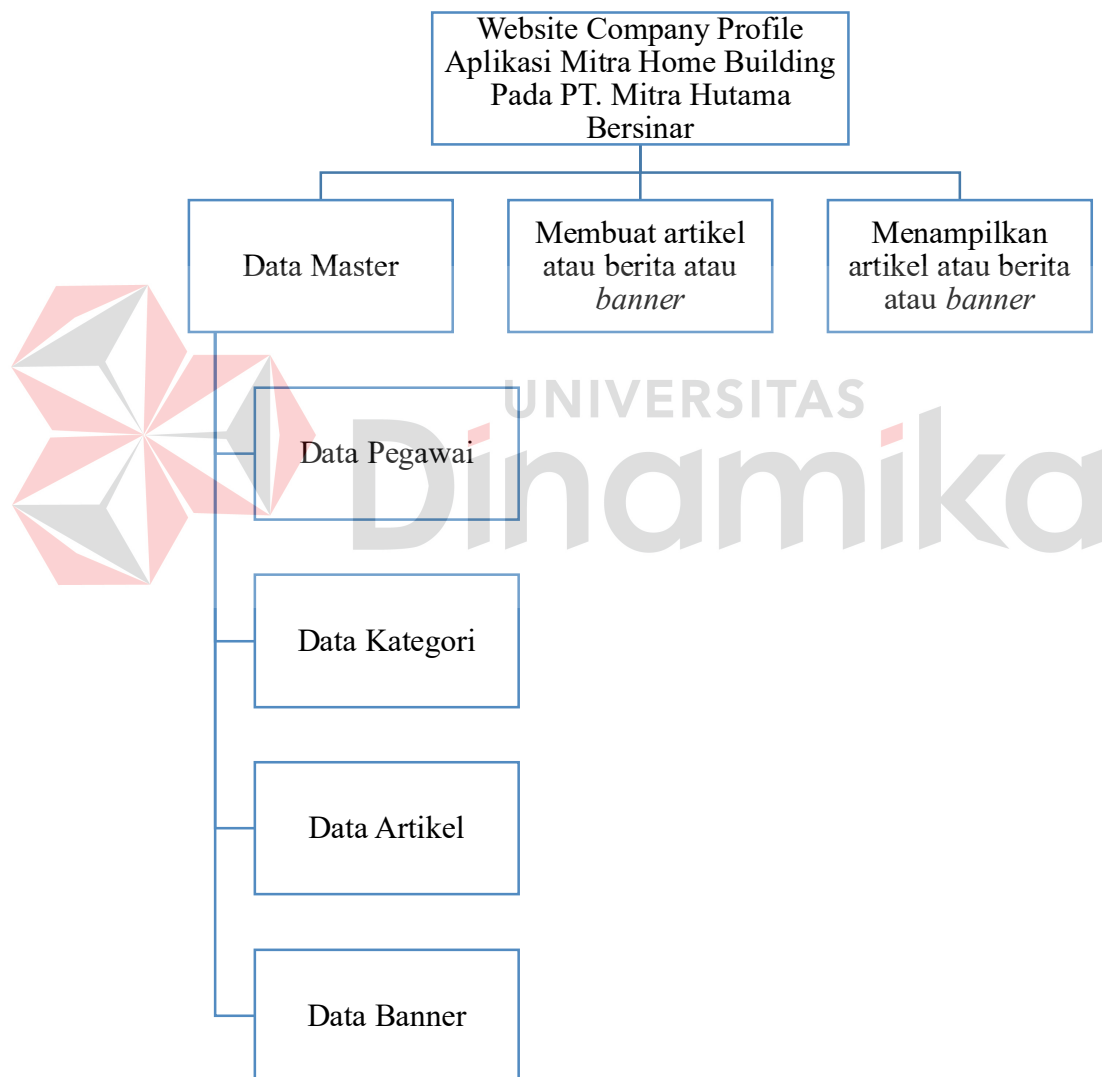 Website Company Profile
Aplikasi Mitra Home Building
Pada PT. Mitra Hutama
Bersinar
Data Master
Membuat artikel
atau berita atau
banner
Menampilkan
artikel atau berita
atau banner
UNIVERSITAS
Dinamika
Data Pegawai
Data Kategori
Data Artikel
Data Banner